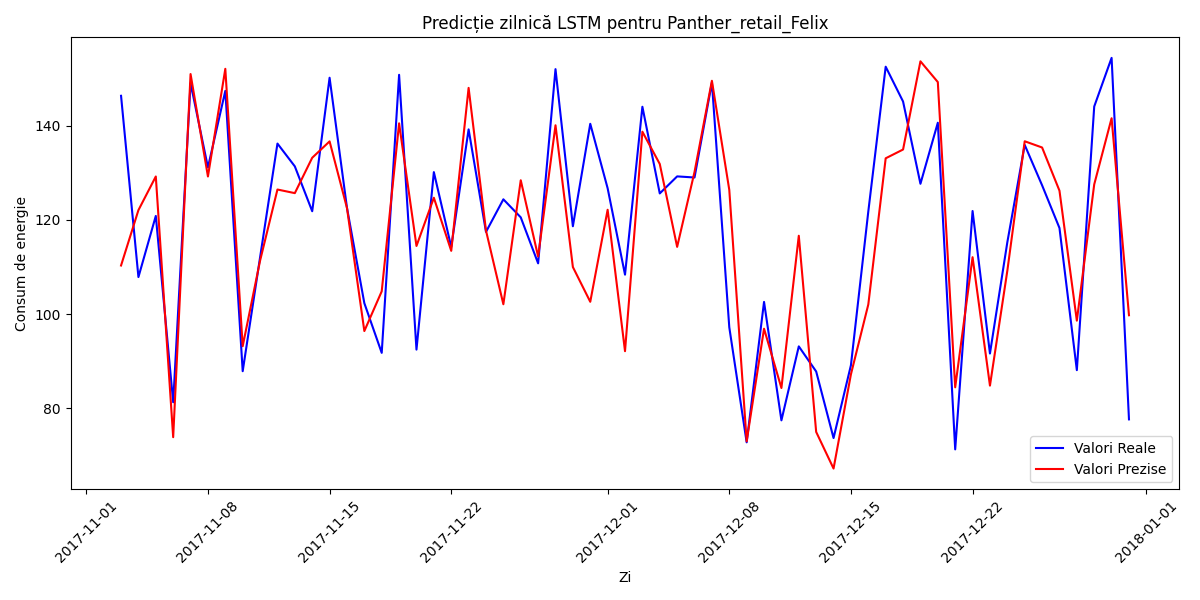 Predicție zilnică LSTM pentru Panther_retail_Felix
Consum de energie
140
120
100
80
Valori Reale
Valori Prezise
2017-11-01
2017-11-08
2017-11-15
2017-11-22
2017-12-01
2017-12-08
2017-12-15
2017-12-22
2018-01-01
Zi